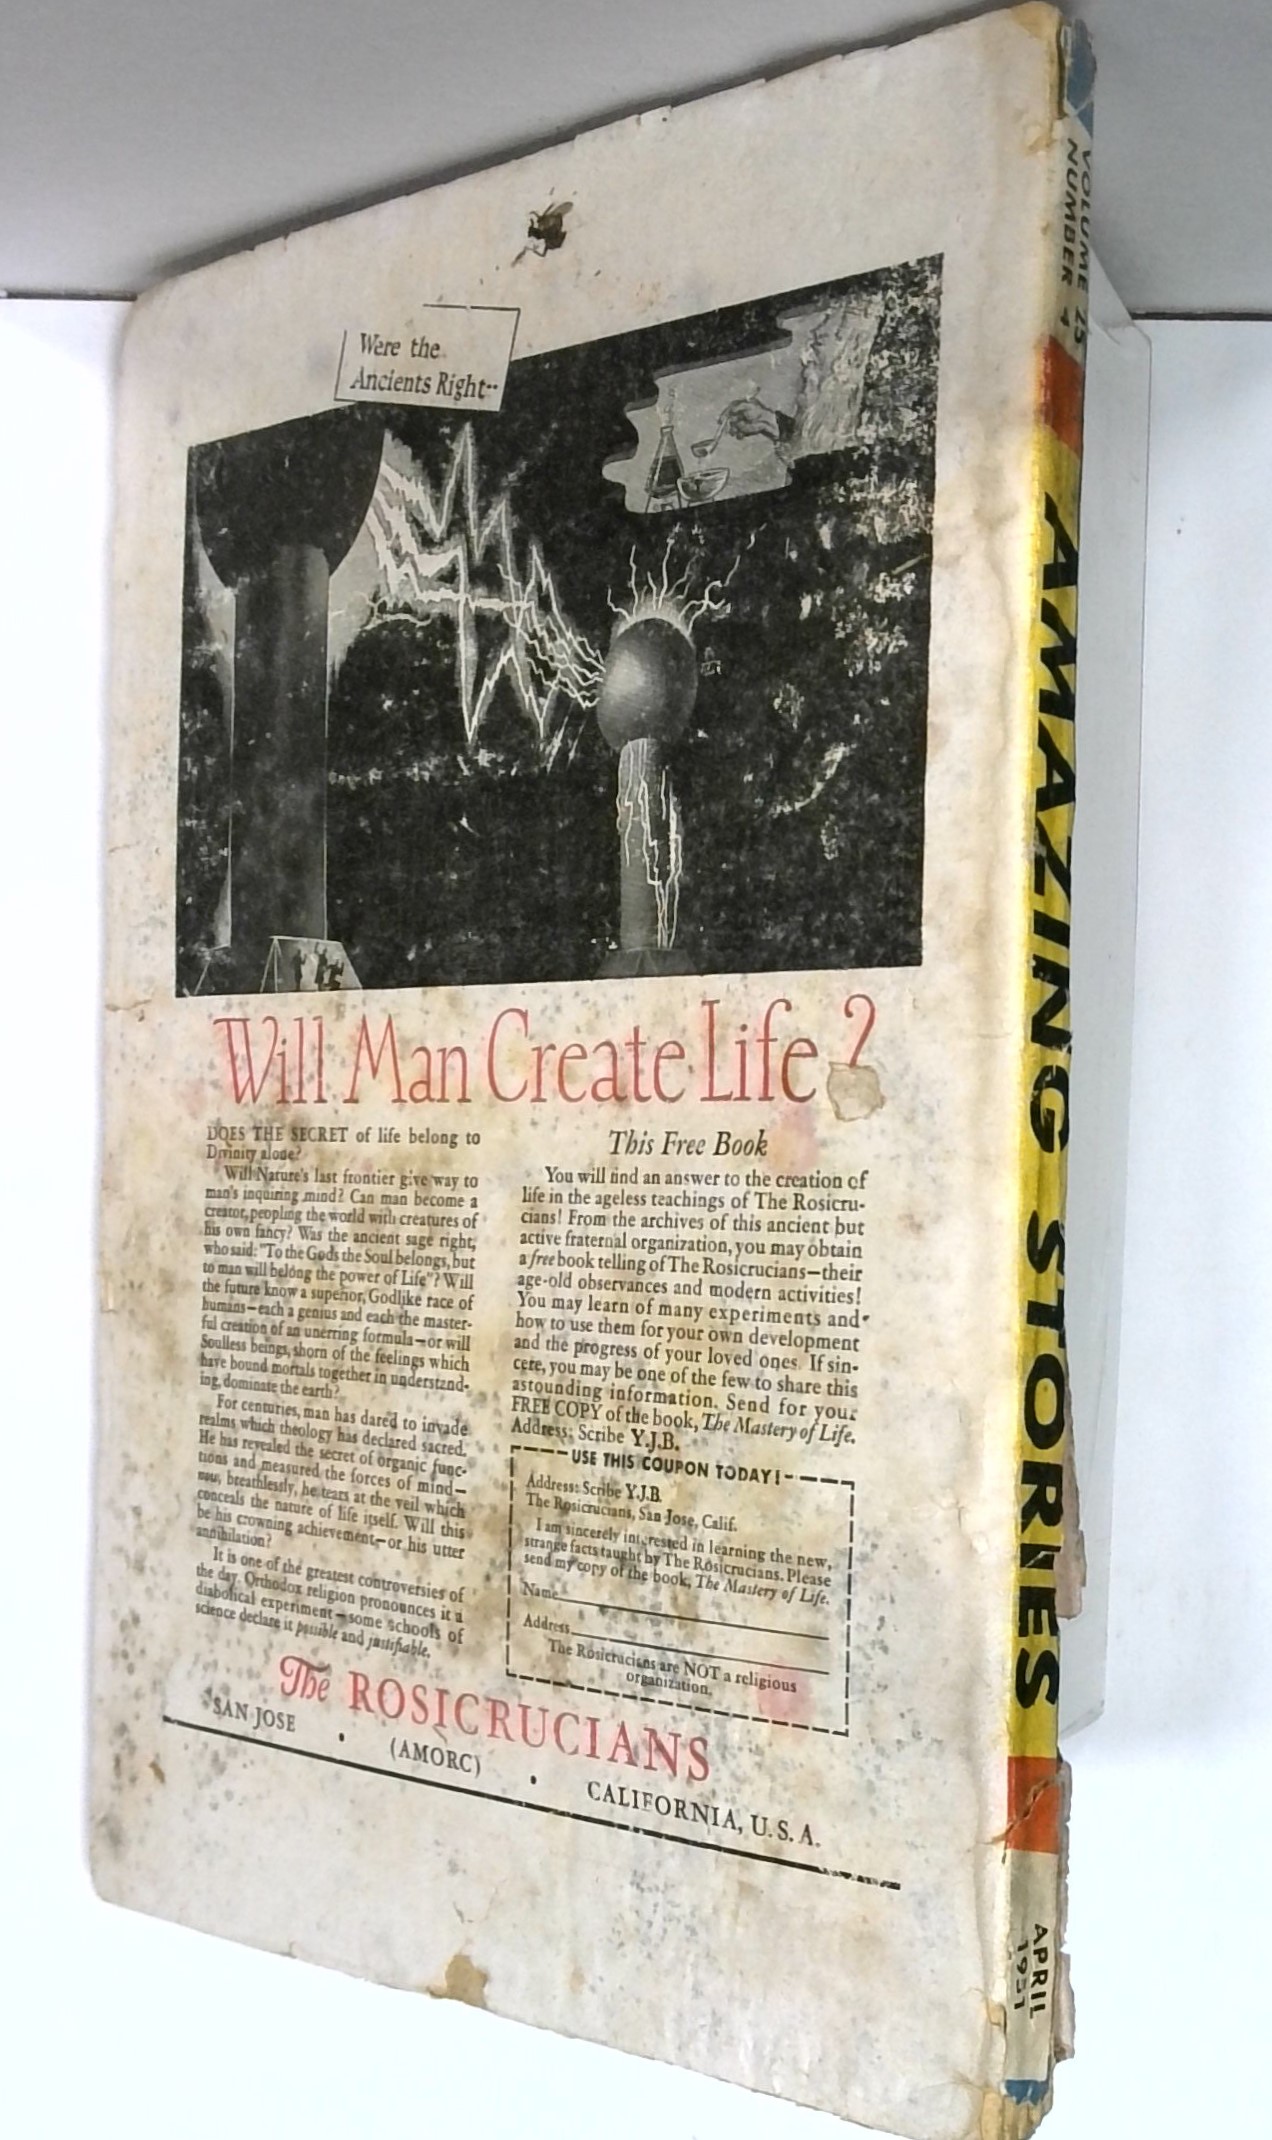 Were the
Ancients Right--
Will Man Create Life?
DOES THE SECRET of life belong to
Divinity alone?
Will Nature's last frontier give way to
man's inquiring mind? Can man become a
creator, peopling the world with creatures of
his own fancy? Was the ancient sage right,
who said: "To the Gods the Soul belongs, but
to man will belong the power of Life"? Will
the future know a superior, Godlike race of
humans—each a genius and each the master-
ful creation of an unerring formula—or will
Soulless beings, shorn of the feelings which
have bound mortals together in understand-
ing, dominate the earth?
For centuries, man has dared to invade
realms which theology has declared sacred.
He has revealed the secret of organic func-
tions and measured the forces of mind—
now, breathlessly, he tears at the veil which
conceals the nature of life itself. Will this
be his crowning achievement—or his utter
annihilation?
It is one of the greatest controversies of
the day. Orthodox religion pronounces it a
diabolical experiment—some schools of
science declare it possible and justifiable.
This Free Book
You will find an answer to the creation of
life in the ageless teachings of The Rosicru-
cians! From the archives of this ancient but
active fraternal organization, you may obtain
a free book telling of The Rosicrucians—their
age-old observances and modern activities!
You may learn of many experiments and
how to use them for your own development
and the progress of your loved ones. If sin-
cere, you may be one of the few to share this
astounding information. Send for your
FREE COPY of the book, The Mastery of Life.
Address: Scribe Y.J.B.
USE THIS COUPON TODAY!
Address: Scribe Y.J.B.
The Rosicrucians, San Jose, Calif.
I am sincerely interested in learning the new,
strange facts taught by The Rosicrucians. Please
send my copy of the book, The Mastery of Life.
Name
Address
The Rosicrucians are NOT a religious
organization.
The ROSICRUCIANS
SAN JOSE • (AMORC) • CALIFORNIA, U.S.A.
VOLUME 25
NUMBER 4
AMAZING STORIES
APRIL
1951